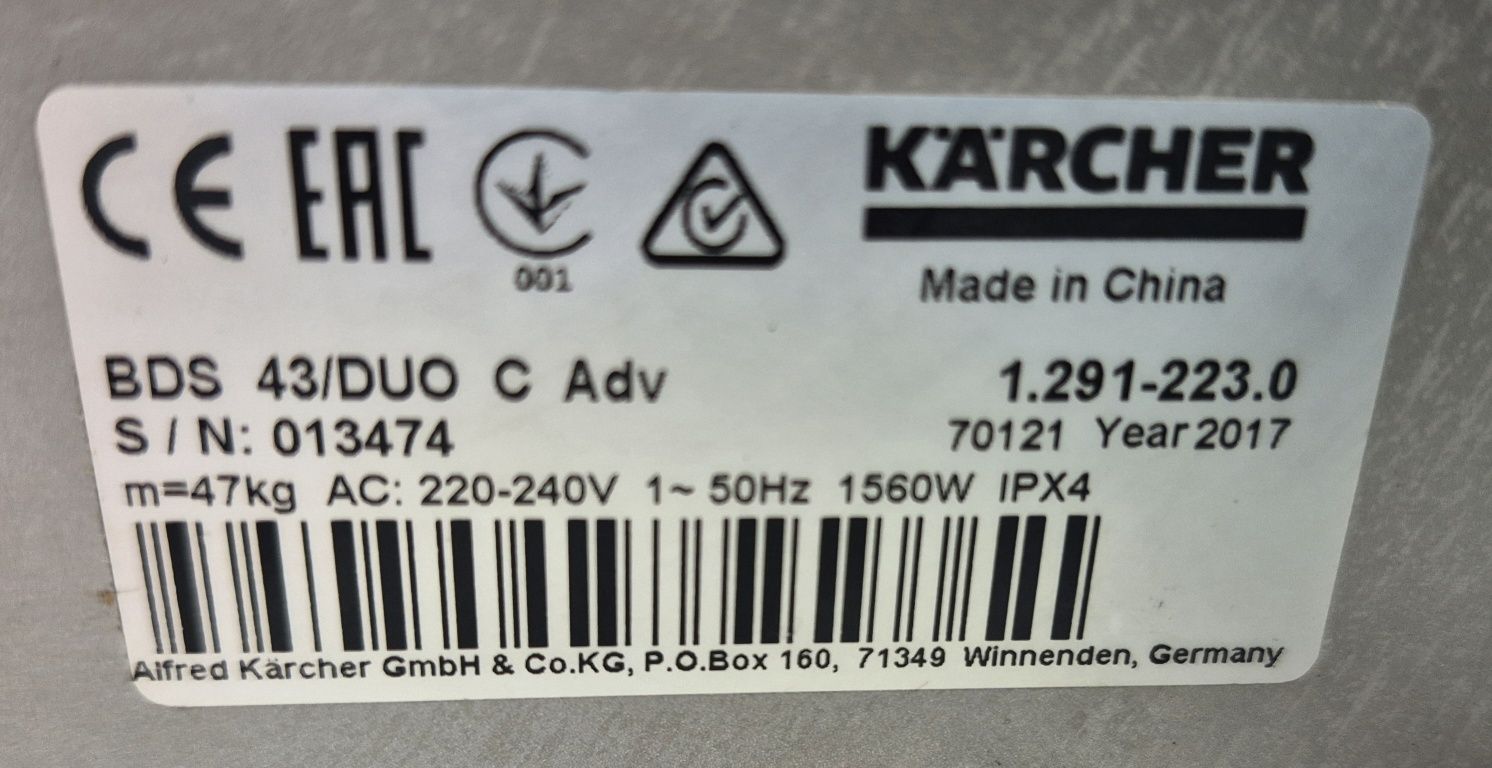 CE EAC KÄRCHER
001
Made in China
BDS 43/DUO C Adv 1.291-223.0
S/N: 013474 70121 Year 2017
m=47kg AC: 220-240V 1~ 50Hz 1560W IPX4
Alfred Kärcher GmbH & Co.KG, P.O.Box 160, 71349 Winnenden, Germany